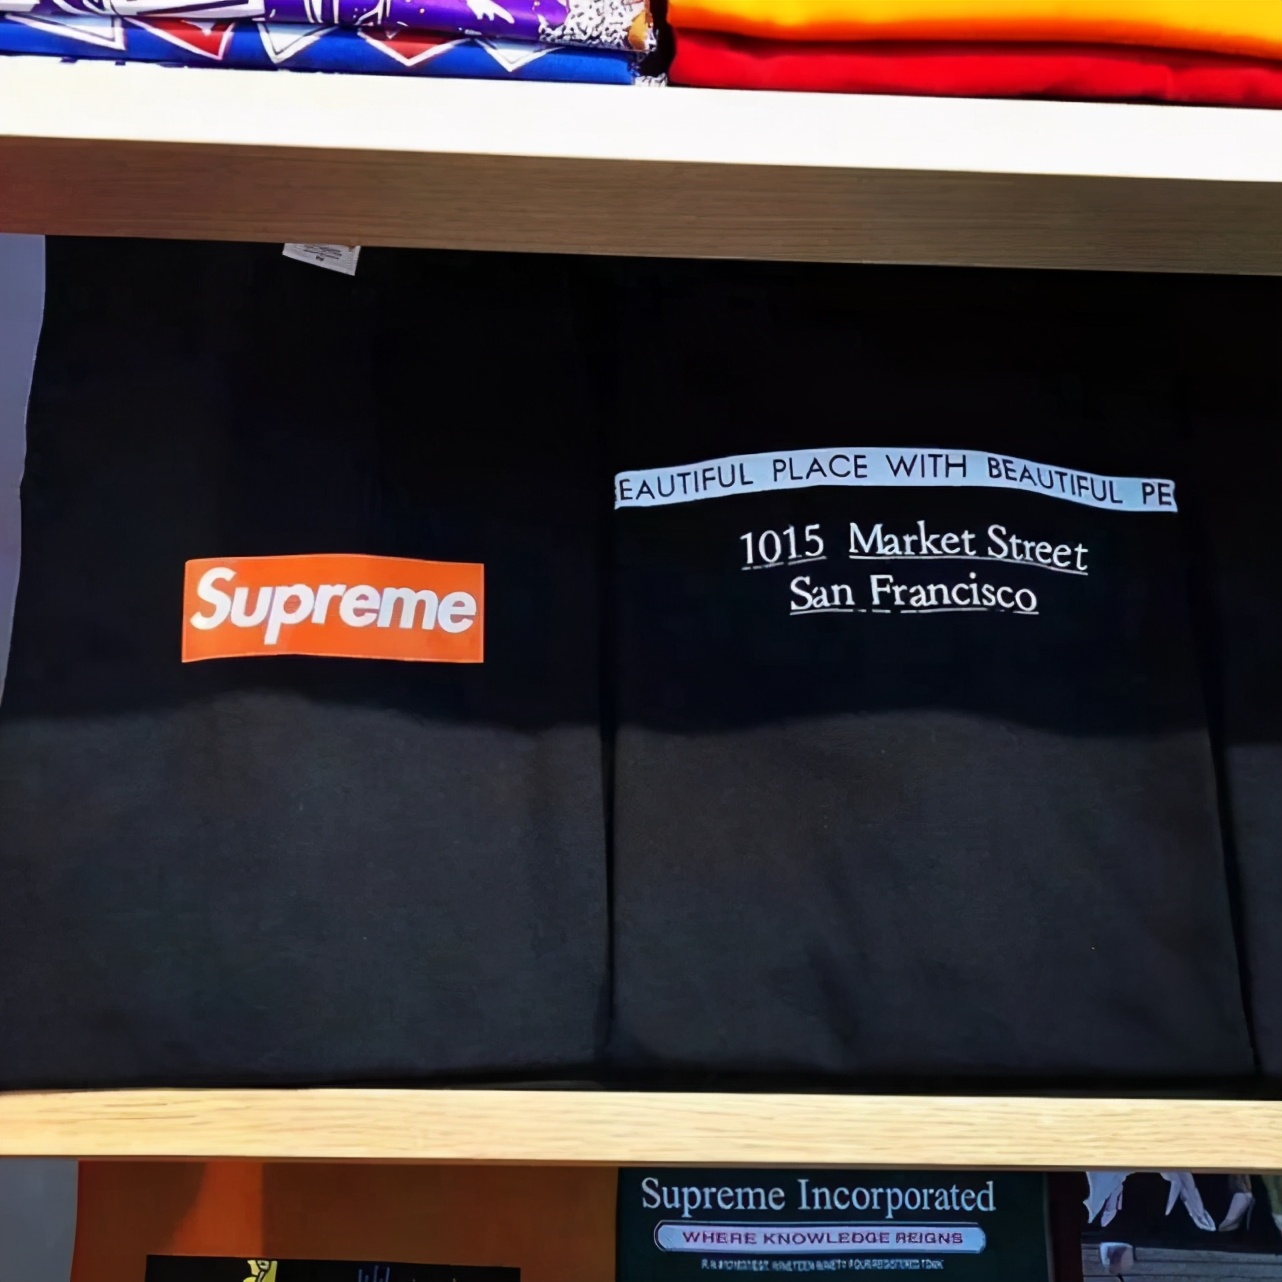 Supreme
EAUTIFUL PLACE WITH BEAUTIFUL PE
1015 Market Street
San Francisco
Supreme Incorporated
WHERE KNOWLEDGE REIGNS